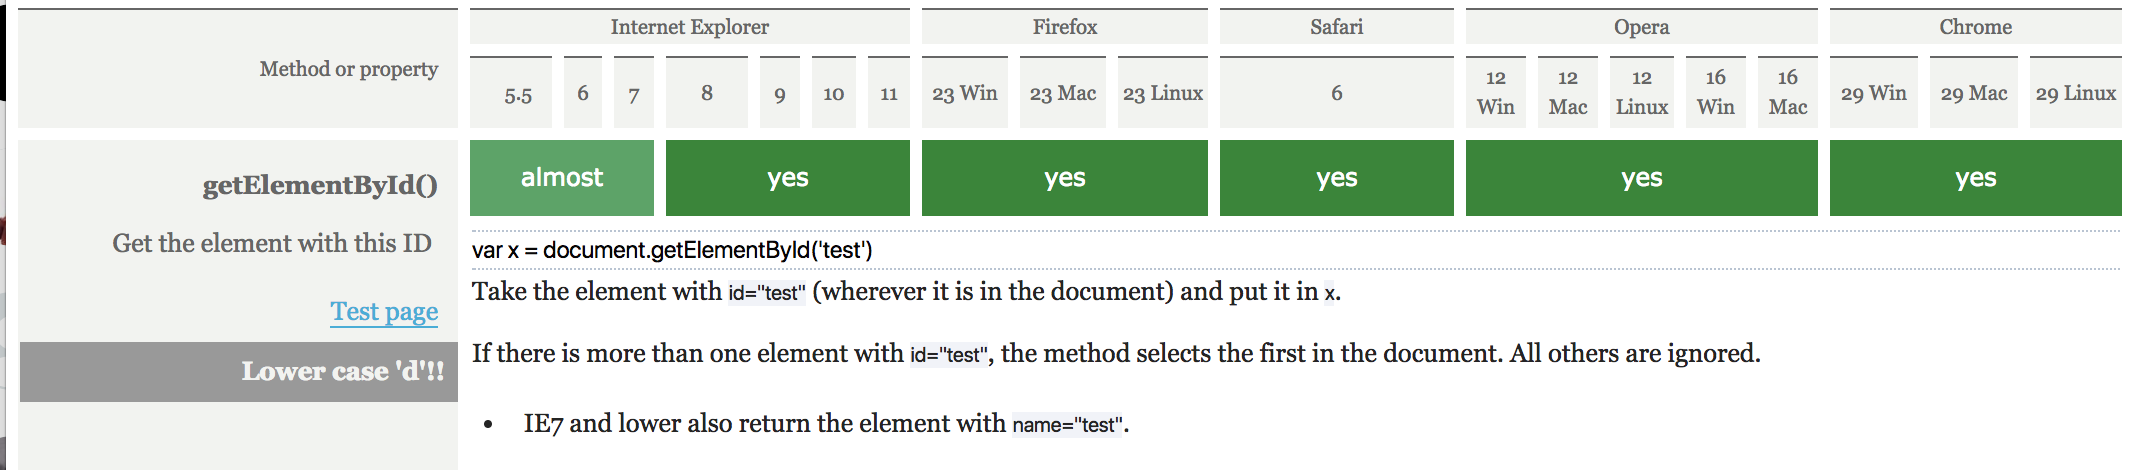 Internet Explorer Firefox Safari Opera Chrome
Method or property
5.5 6 7 8 9 10 11 23 Win 23 Mac 23 Linux 6 12 Win 12 Mac 12 Linux 16 Win 16 Mac 29 Win 29 Mac 29 Linux
getElementById()
almost yes yes yes yes yes
Get the element with this ID
Test page
Lower case 'd'!!
var x = document.getElementById('test')
Take the element with id="test" (wherever it is in the document) and put it in x.
If there is more than one element with id="test", the method selects the first in the document. All others are ignored.
• IE7 and lower also return the element with name="test".